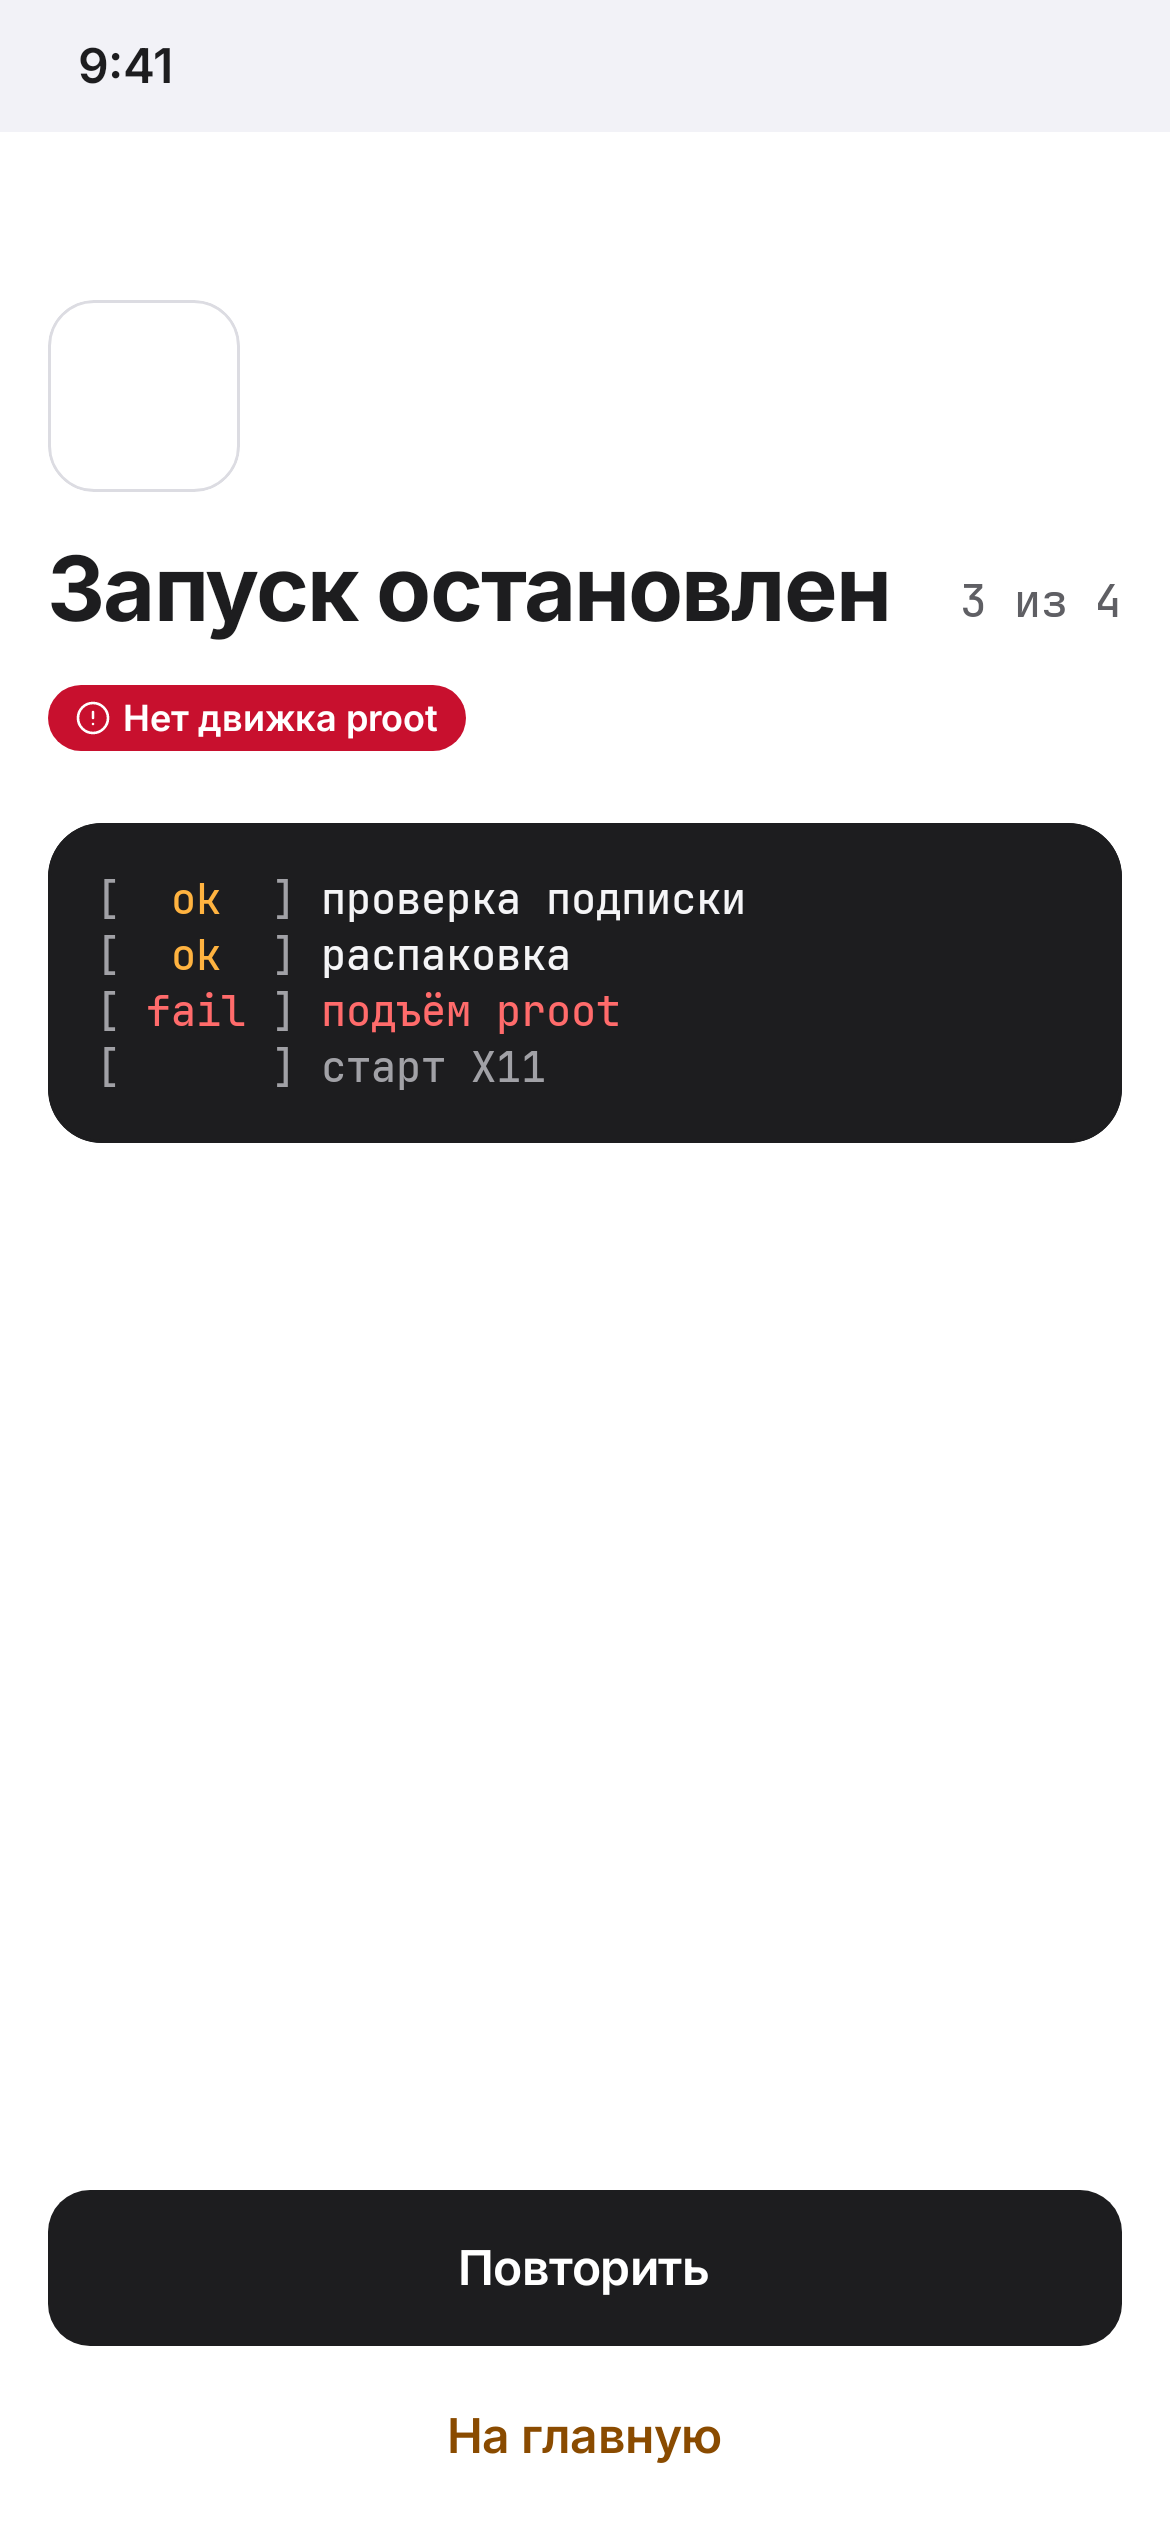 9:41
Запуск остановлен 3 из 4
Нет движка proot
[  ok  ] проверка подписки
[  ok  ] распаковка
[ fail ] подъём proot
[      ] старт X11
Повторить
На главную